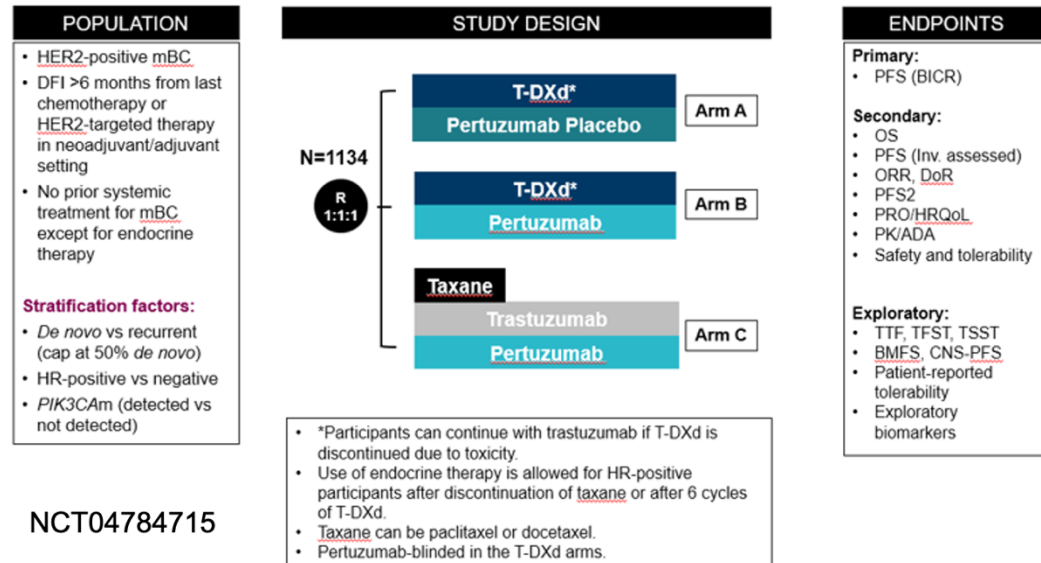 POPULATION
• HER2-positive mBC
• DFI >6 months from last
chemotherapy or
HER2-targeted therapy
in neoadjuvant/adjuvant
setting
• No prior systemic
treatment for mBC
except for endocrine
therapy
Stratification factors:
• De novo vs recurrent
(cap at 50% de novo)
• HR-positive vs negative
• PIK3CAm (detected vs
not detected)
NCT04784715
STUDY DESIGN
N=1134
R
1:1:1
T-DXd*
Pertuzumab Placebo
Arm A
T-DXd*
Pertuzumab
Arm B
Taxane
Trastuzumab
Pertuzumab
Arm C
• *Participants can continue with trastuzumab if T-DXd is
discontinued due to toxicity.
• Use of endocrine therapy is allowed for HR-positive
participants after discontinuation of taxane or after 6 cycles
of T-DXd.
• Taxane can be paclitaxel or docetaxel.
• Pertuzumab-blinded in the T-DXd arms.
ENDPOINTS
Primary:
• PFS (BICR)
Secondary:
• OS
• PFS (Inv. assessed)
• ORR, DoR
• PFS2
• PRO/HRQoL
• PK/ADA
• Safety and tolerability
Exploratory:
• TTF, TFST, TSST
• BMFS, CNS-PFS
• Patient-reported
tolerability
• Exploratory
biomarkers